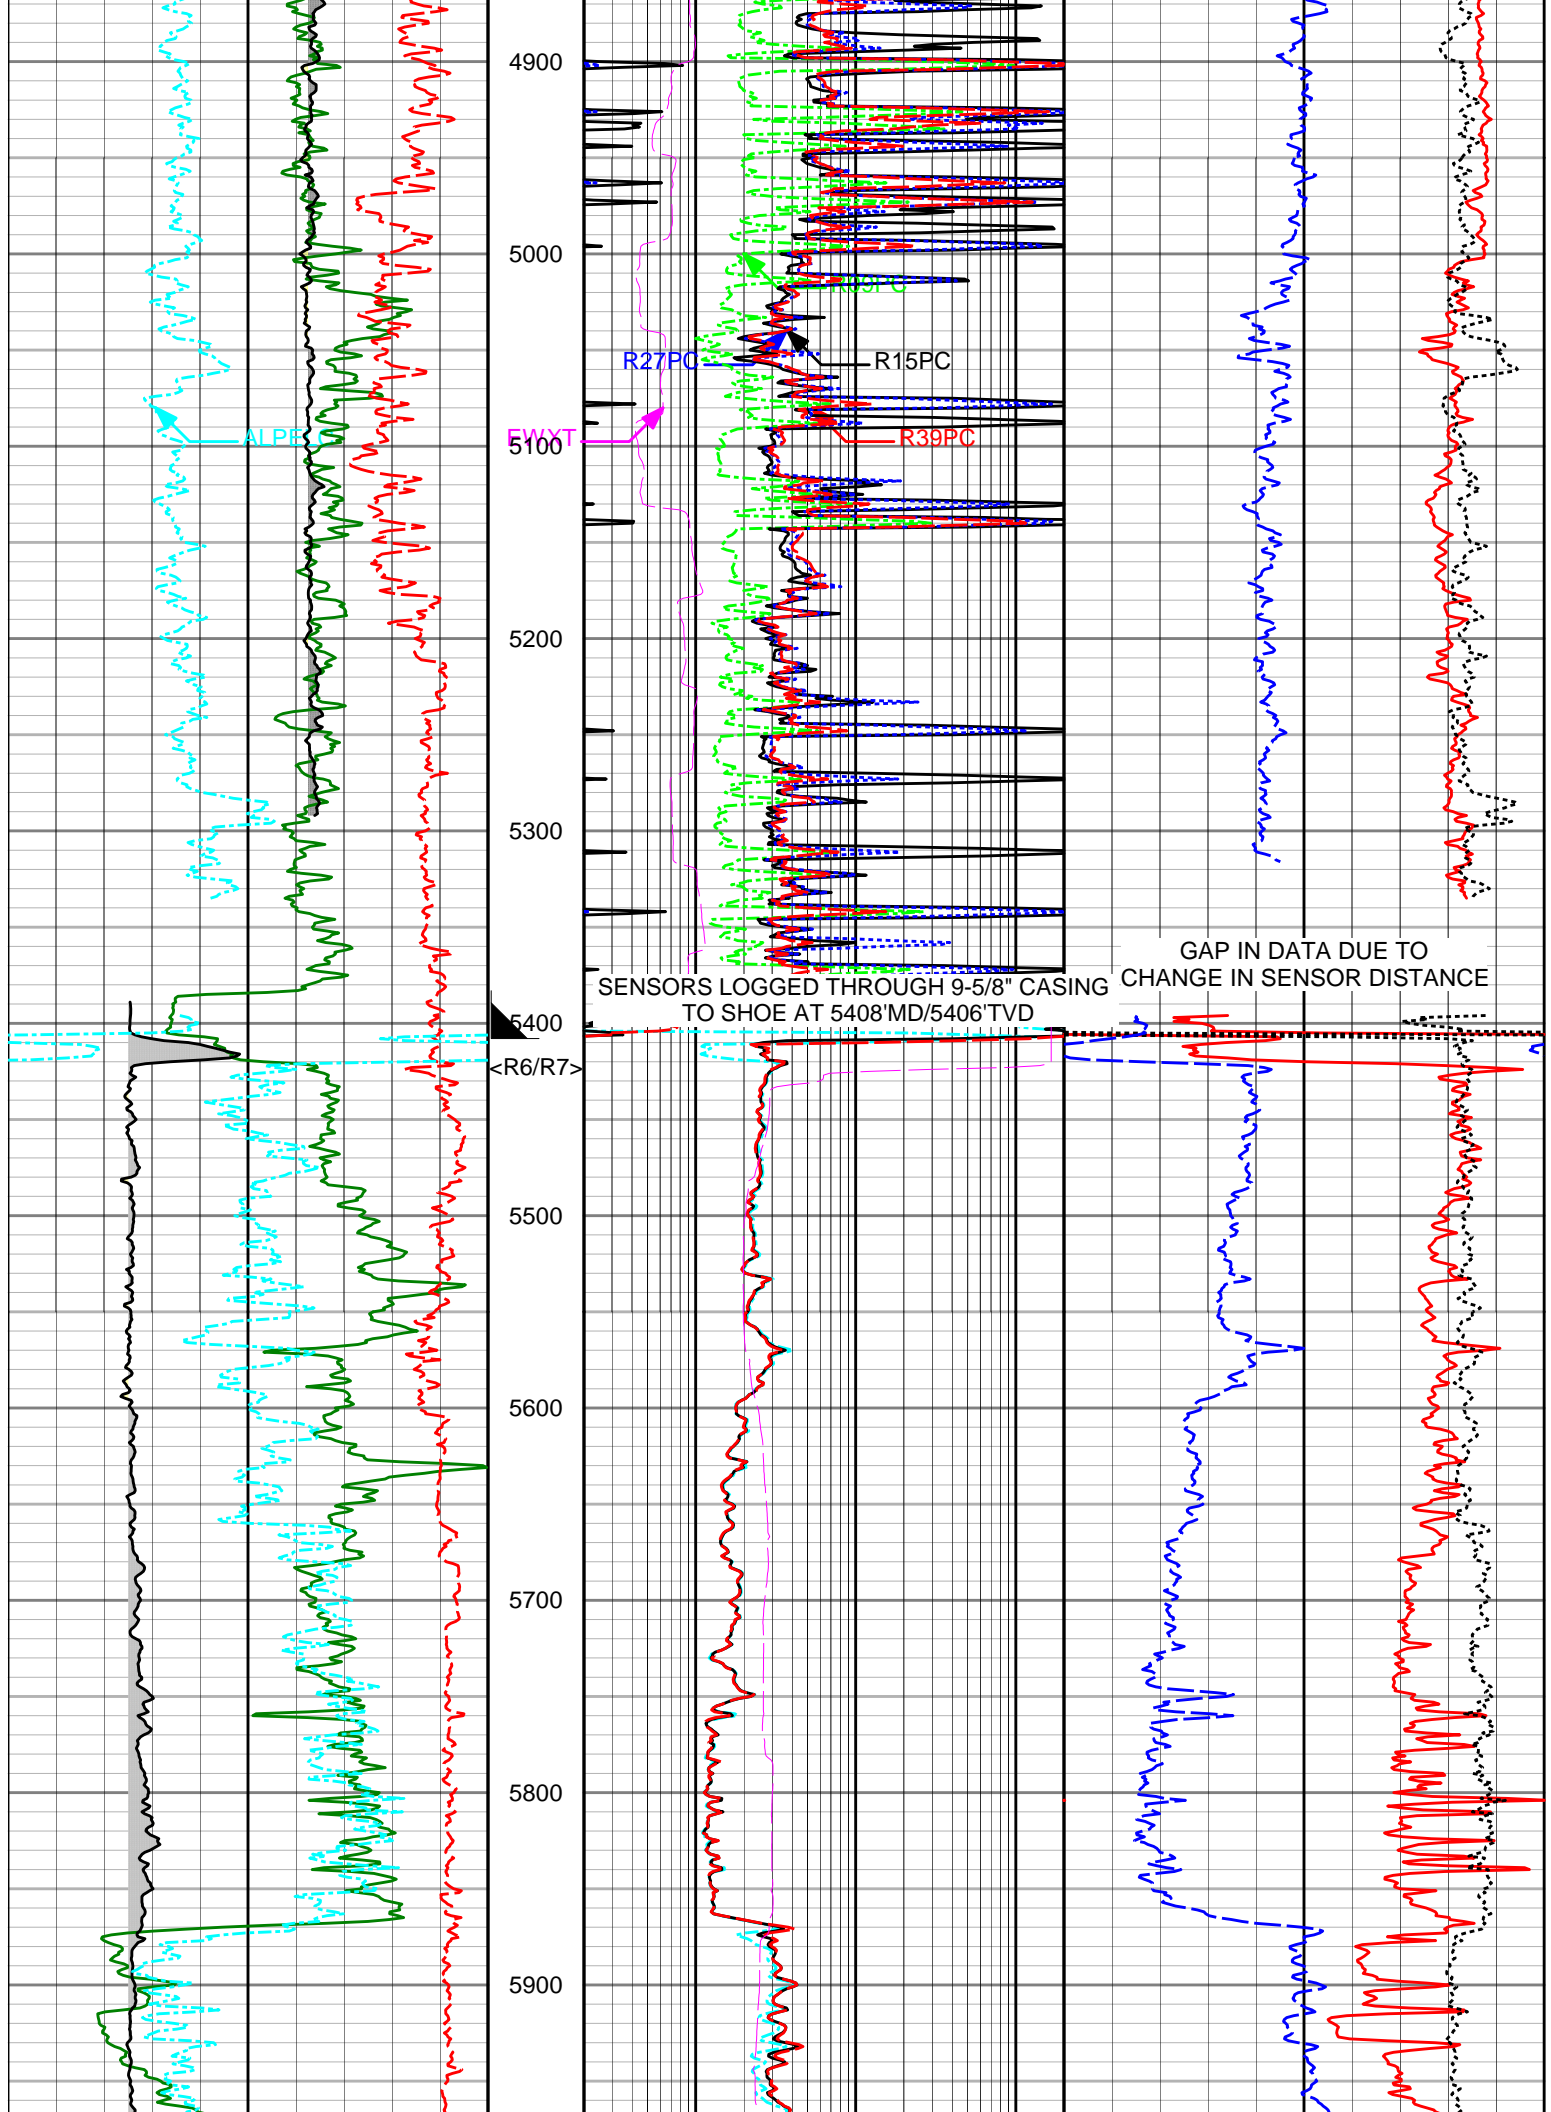 4900
5000
R09PC
R27PC
R15PC
ALPE
EWXT
5100
R39PC
5200
5300
GAP IN DATA DUE TO
CHANGE IN SENSOR DISTANCE
SENSORS LOGGED THROUGH 9-5/8" CASING
TO SHOE AT 5408'MD/5406'TVD
5400
<R6/R7>
5500
5600
5700
5800
5900